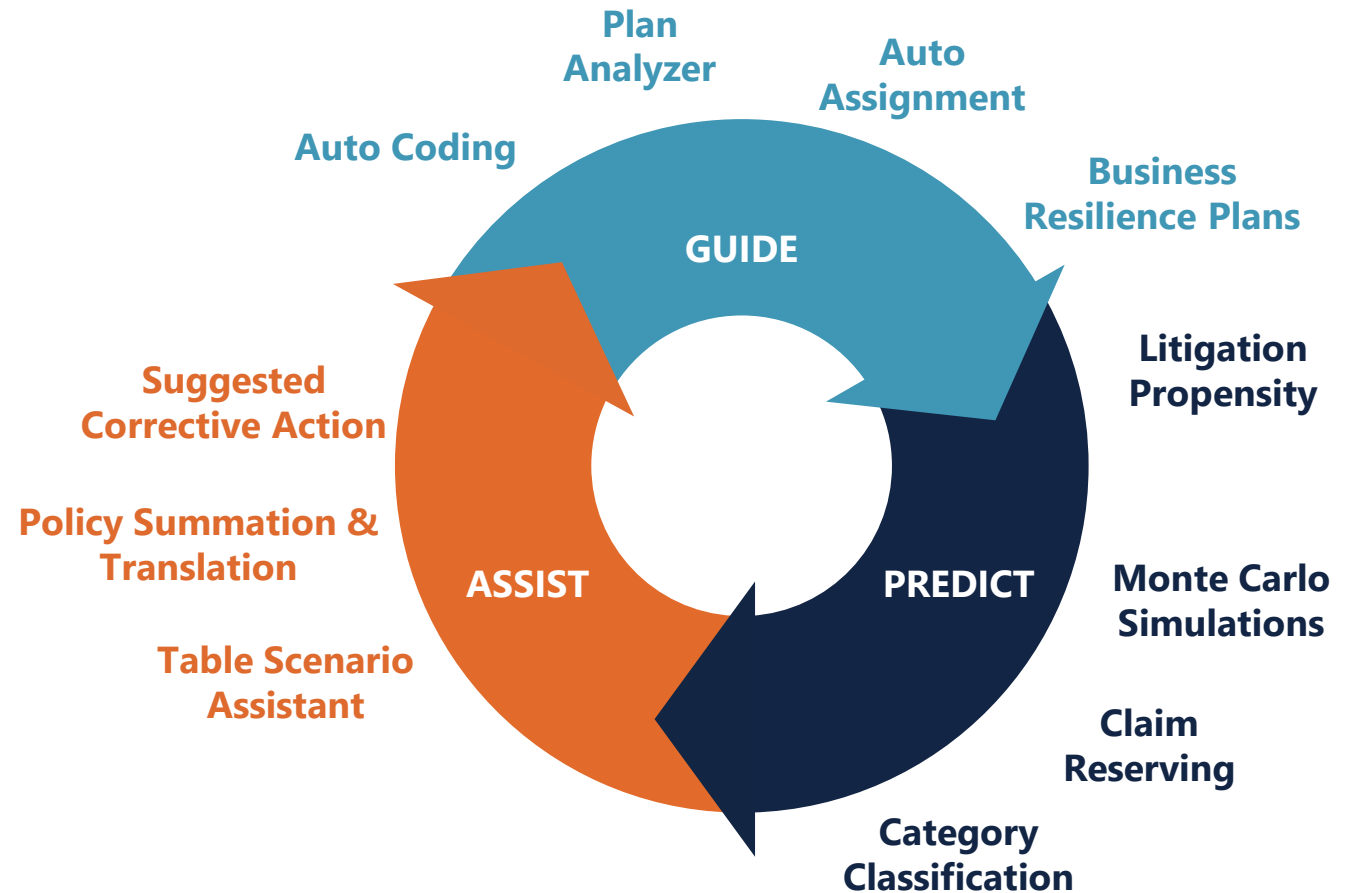 Plan
Analyzer
Auto
Assignment
Auto Coding
Business
Resilience Plans
GUIDE
Litigation
Propensity
Suggested
Corrective Action
Policy Summation &
Translation
ASSIST
PREDICT
Monte Carlo
Simulations
Table Scenario
Assistant
Claim
Reserving
Category
Classification